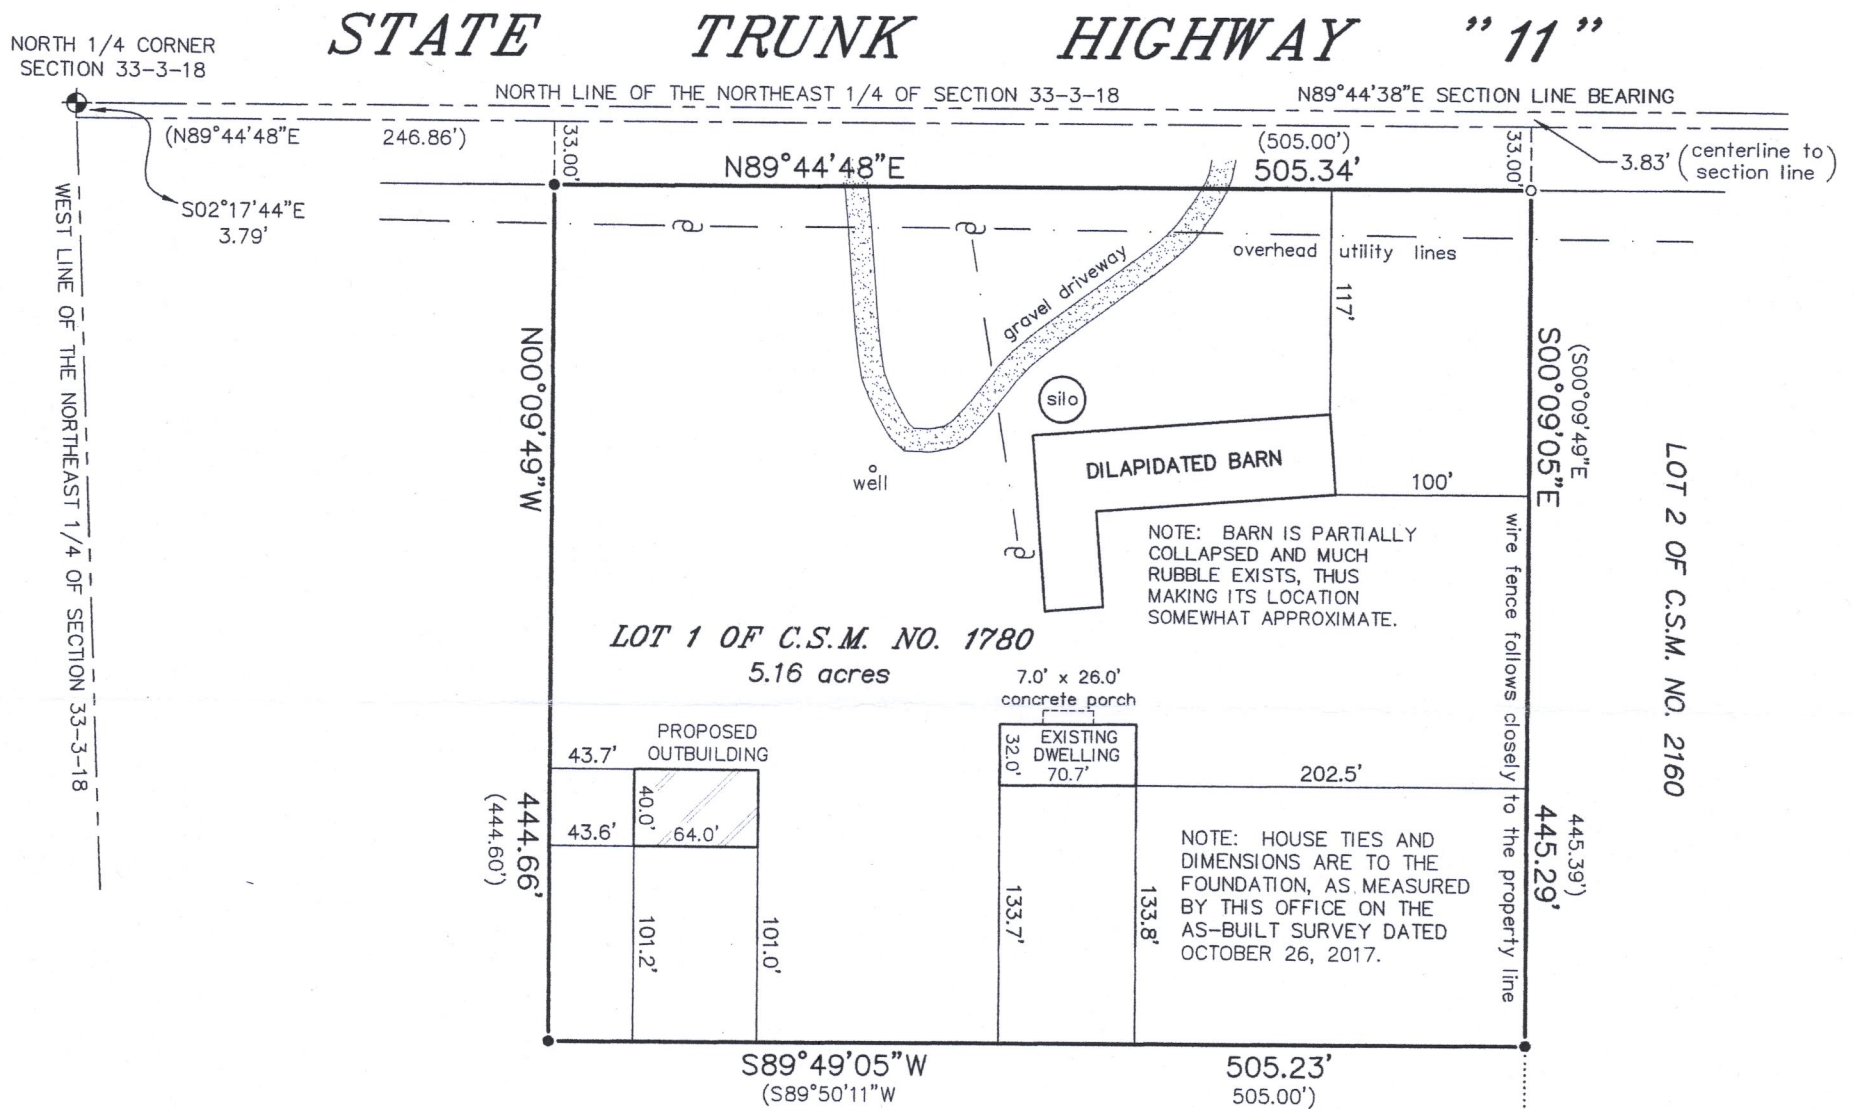 STATE TRUNK HIGHWAY "11"
NORTH 1/4 CORNER
SECTION 33-3-18
NORTH LINE OF THE NORTHEAST 1/4 OF SECTION 33-3-18
N89°44'38"E SECTION LINE BEARING
(N89°44'48"E 246.86')
33.00'
(505.00')
33.00'
3.83' (centerline to
section line)
N89°44'48"E 505.34'
S02°17'44"E
3.79'
overhead utility lines
gravel driveway
117'
WEST LINE OF THE NORTHEAST 1/4 OF SECTION 33-3-18
N00°09'49"W
444.66'
(444.60')
silo
DILAPIDATED BARN
well
100'
(S00°09'49"E
S00°09'05"E
445.39')
445.29'
LOT 2 OF C.S.M. NO. 2160
wire fence follows closely to the property line
NOTE: BARN IS PARTIALLY
COLLAPSED AND MUCH
RUBBLE EXISTS, THUS
MAKING ITS LOCATION
SOMEWHAT APPROXIMATE.
LOT 1 OF C.S.M. NO. 1780
5.16 acres
7.0' x 26.0'
concrete porch
EXISTING
DWELLING
32.0'
70.7'
202.5'
PROPOSED
OUTBUILDING
43.7'
40.0'
64.0'
43.6'
101.2'
101.0'
133.7'
133.8'
NOTE: HOUSE TIES AND
DIMENSIONS ARE TO THE
FOUNDATION, AS MEASURED
BY THIS OFFICE ON THE
AS-BUILT SURVEY DATED
OCTOBER 26, 2017.
S89°49'05"W 505.23'
(S89°50'11"W 505.00')